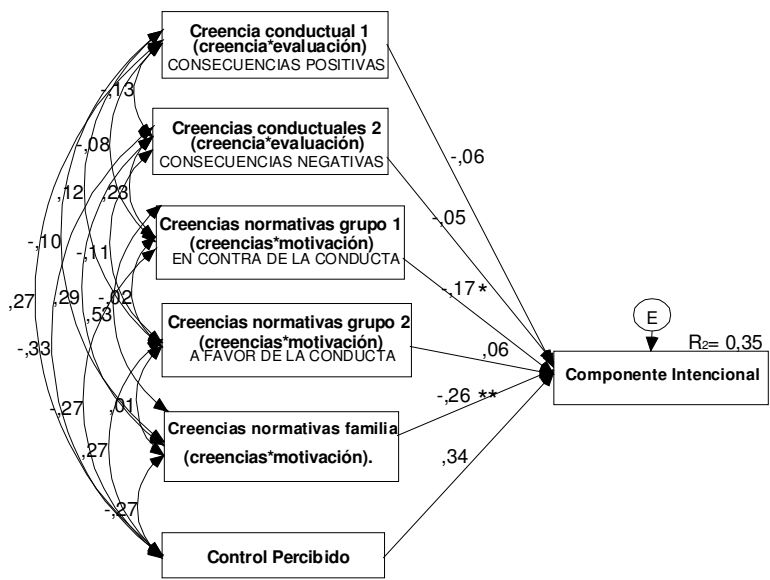 Creencia conductual 1
(creencia*evaluación)
CONSECUENCIAS POSITIVAS
-,13
Creencias conductuales 2
(creencia*evaluación)
CONSECUENCIAS NEGATIVAS
-,08
-,06
,12
,23
-,05
Creencias normativas grupo 1
(creencias*motivación)
EN CONTRA DE LA CONDUCTA
-,10
-,11
-,17 *
,27
,29
-,02
,53
Creencias normativas grupo 2
(creencias*motivación)
A FAVOR DE LA CONDUCTA
E
-,33
,06
R2= 0,35
Componente Intencional
-,27
,01
-,26 **
Creencias normativas familia
(creencias*motivación).
,27
,34
-,27
Control Percibido